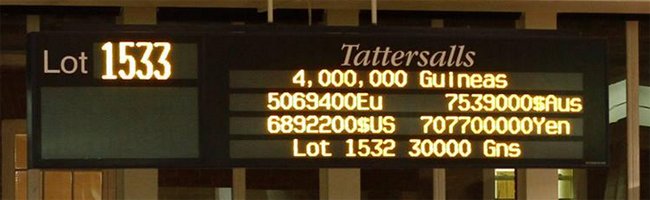 Lot 1533
Tattersalls
4,000,000 Guineas
5069400Eu 7539000$Aus
6892200$US 707700000Yen
Lot 1532 30000 Gns